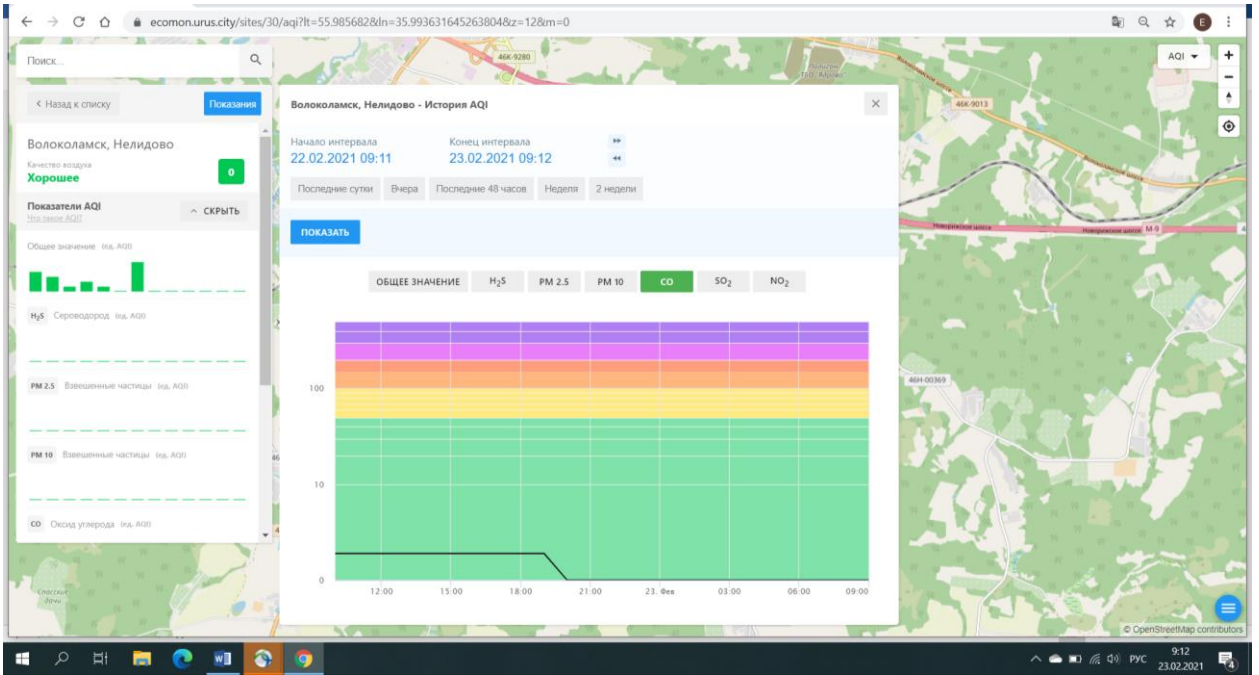 ecomon.urus.city/sites/30/aqi?lt=55.985682&ln=35.993631645263804&z=12&m=0
E
Поиск...
46К-9280
AQI
Назад к списку
Показания
Волоколамск, Нелидово - История AQI
46К-9013
Волоколамск, Нелидово
Качество воздуха
Хорошее
0
Начало интервала
Конец интервала
22.02.2021 09:11
23.02.2021 09:12
Последние сутки
Вчера
Последние 48 часов
Неделя
2 недели
Показатели AQI
Что такое AQI?
СКРЫТЬ
ПОКАЗАТЬ
Новорижское шоссе
Новорижское шоссе
М-9
Общее значение (ед. AQI)
ОБЩЕЕ ЗНАЧЕНИЕ
H₂S
PM 2.5
PM 10
CO
SO₂
NO₂
H₂S Сероводород (ед. AQI)
PM 2.5 Взвешенные частицы (ед. AQI)
PM 10 Взвешенные частицы (ед. AQI)
CO Оксид углерода (ед. AQI)
100
10
0
12:00
15:00
18:00
21:00
23. Фев
03:00
06:00
09:00
46Н-00369
Спасские
© OpenStreetMap contributors
РУС
9:12
23.02.2021
4